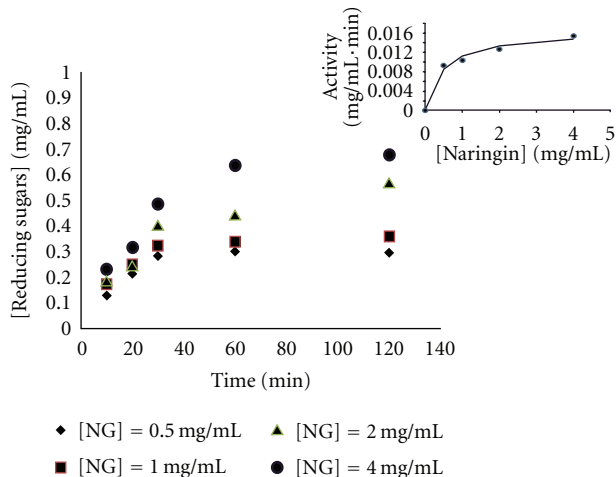 0.016
0.012
0.008
0.004
0
Activity
(mg/mL·min)
0 1 2 3 4 5
[Naringin] (mg/mL)
1
0.9
0.8
0.7
0.6
0.5
0.4
0.3
0.2
0.1
0
[Reducing sugars] (mg/mL)
0 20 40 60 80 100 120 140
Time (min)
[NG] = 0.5 mg/mL
[NG] = 2 mg/mL
[NG] = 1 mg/mL
[NG] = 4 mg/mL